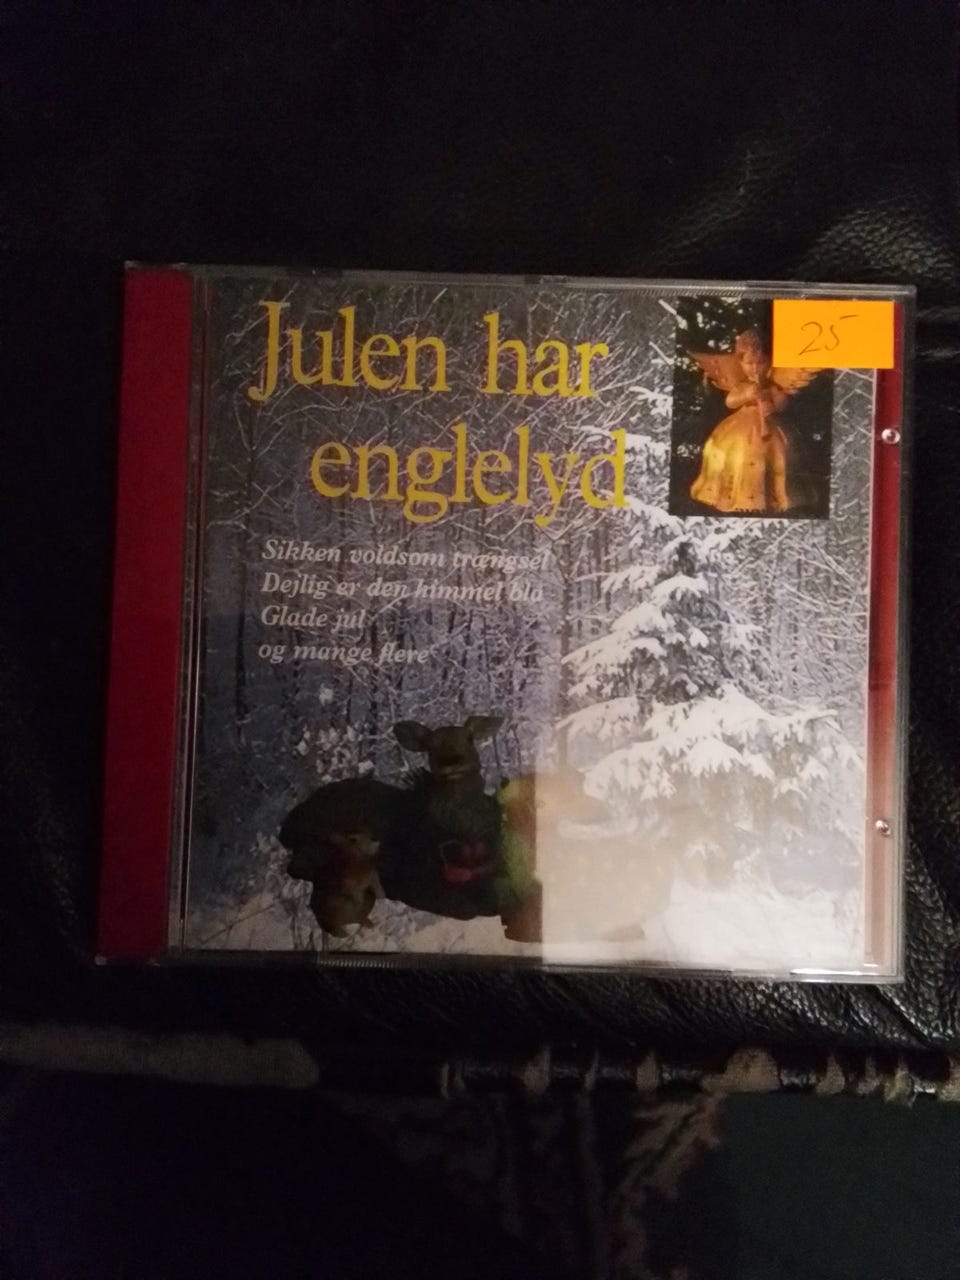 Julen har
englelyd
25
Sikken voldsom trængsel
Dejlig er den himmel blå
Glade jul
og mange flere